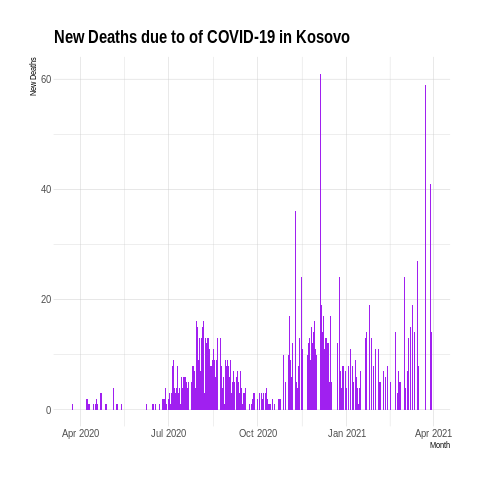 New Deaths due to of COVID-19 in Kosovo
New Deaths
60
40
20
0
Apr 2020 Jul 2020 Oct 2020 Jan 2021 Apr 2021
Month